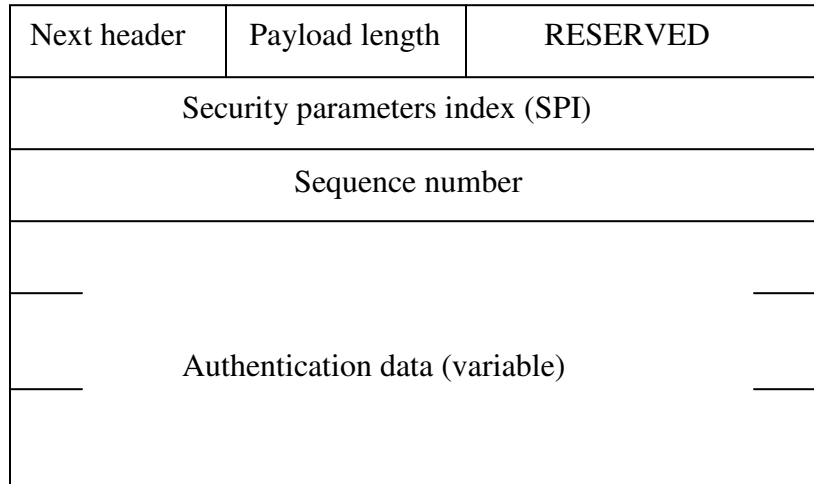 Next header Payload length RESERVED
Security parameters index (SPI)
Sequence number
Authentication data (variable)